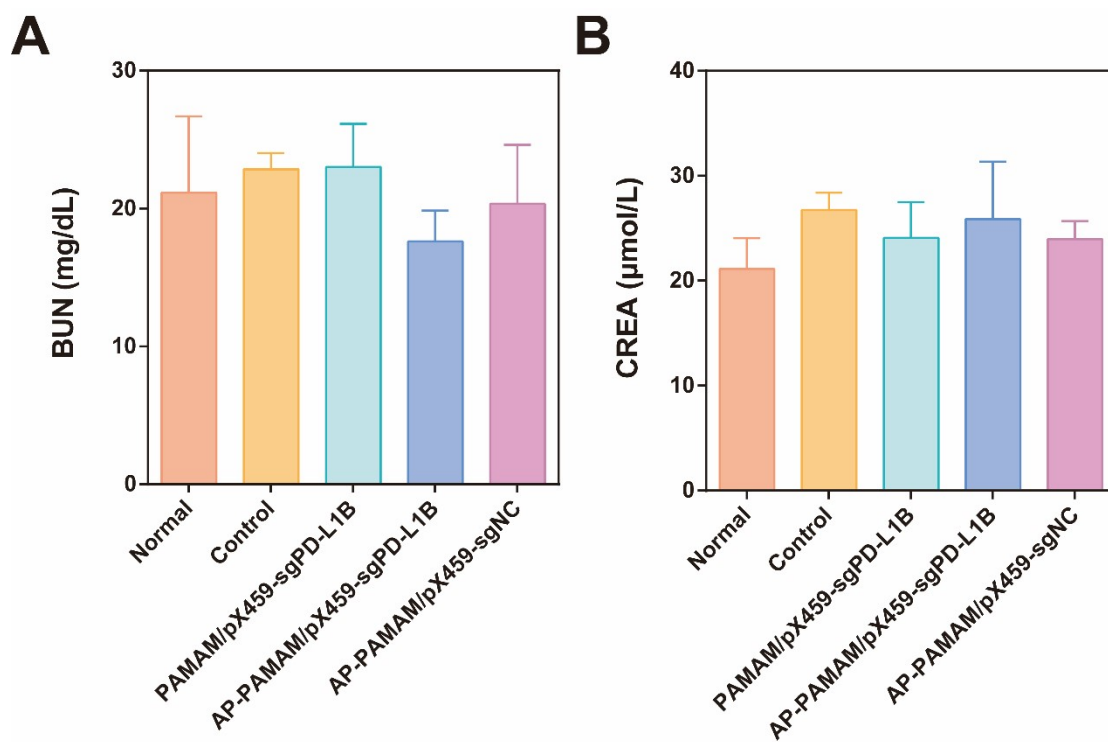 A
30
20
10
0
BUN (mg/dL)
Normal
Control
PAMAM/pX459-sgPD-L1B
AP-PAMAM/pX459-sgPD-L1B
AP-PAMAM/pX459-sgNC
B
40
30
20
10
0
CREA (μmol/L)
Normal
Control
PAMAM/pX459-sgPD-L1B
AP-PAMAM/pX459-sgPD-L1B
AP-PAMAM/pX459-sgNC